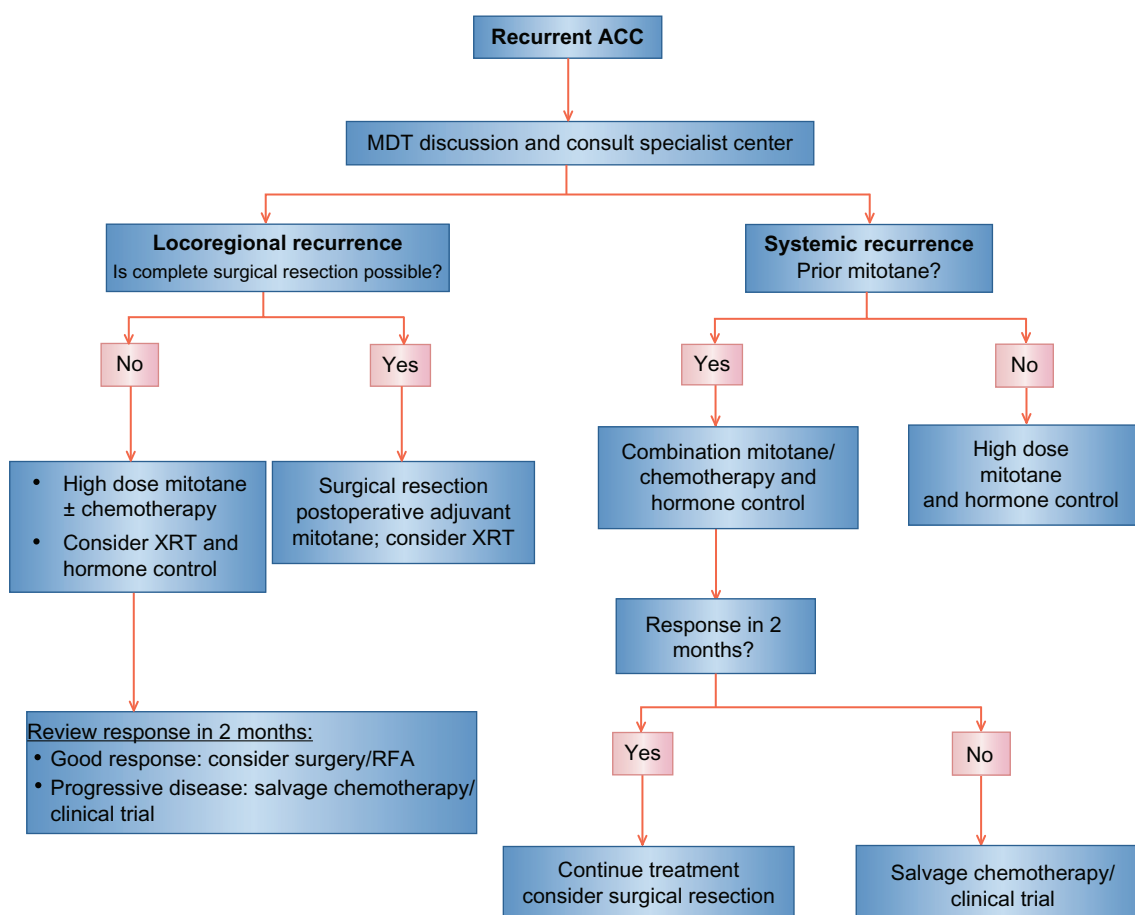 Recurrent ACC
MDT discussion and consult specialist center
Locoregional recurrence
Is complete surgical resection possible?
Systemic recurrence
Prior mitotane?
No
Yes
Yes
No
• High dose mitotane
± chemotherapy
• Consider XRT and
hormone control
Surgical resection
postoperative adjuvant
mitotane; consider XRT
Combination mitotane/
chemotherapy and
hormone control
High dose
mitotane
and hormone control
Response in 2
months?
Review response in 2 months:
• Good response: consider surgery/RFA
• Progressive disease: salvage chemotherapy/
clinical trial
Yes
No
Continue treatment
consider surgical resection
Salvage chemotherapy/
clinical trial